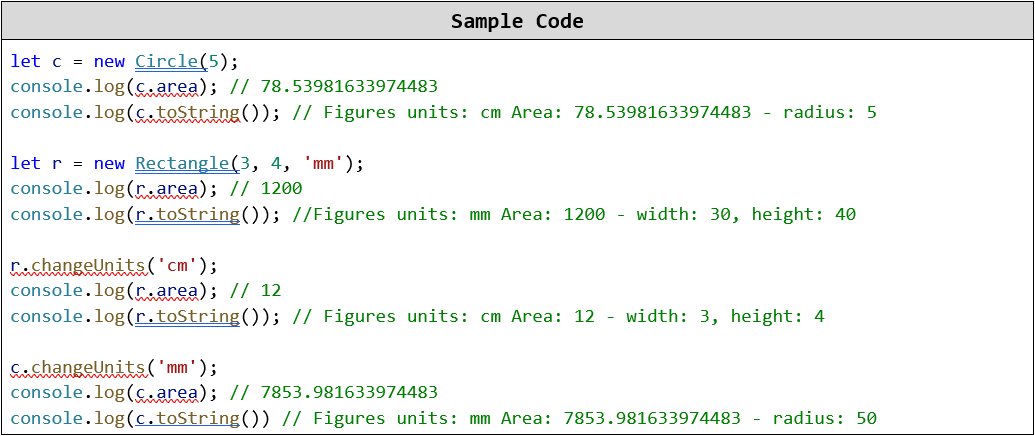 Sample Code
let c = new Circle(5);
console.log(c.area); // 78.53981633974483
console.log(c.toString()); // Figures units: cm Area: 78.53981633974483 - radius: 5
let r = new Rectangle(3, 4, 'mm');
console.log(r.area); // 1200
console.log(r.toString()); //Figures units: mm Area: 1200 - width: 30, height: 40
r.changeUnits('cm');
console.log(r.area); // 12
console.log(r.toString()); // Figures units: cm Area: 12 - width: 3, height: 4
c.changeUnits('mm');
console.log(c.area); // 7853.981633974483
console.log(c.toString()) // Figures units: mm Area: 7853.981633974483 - radius: 50